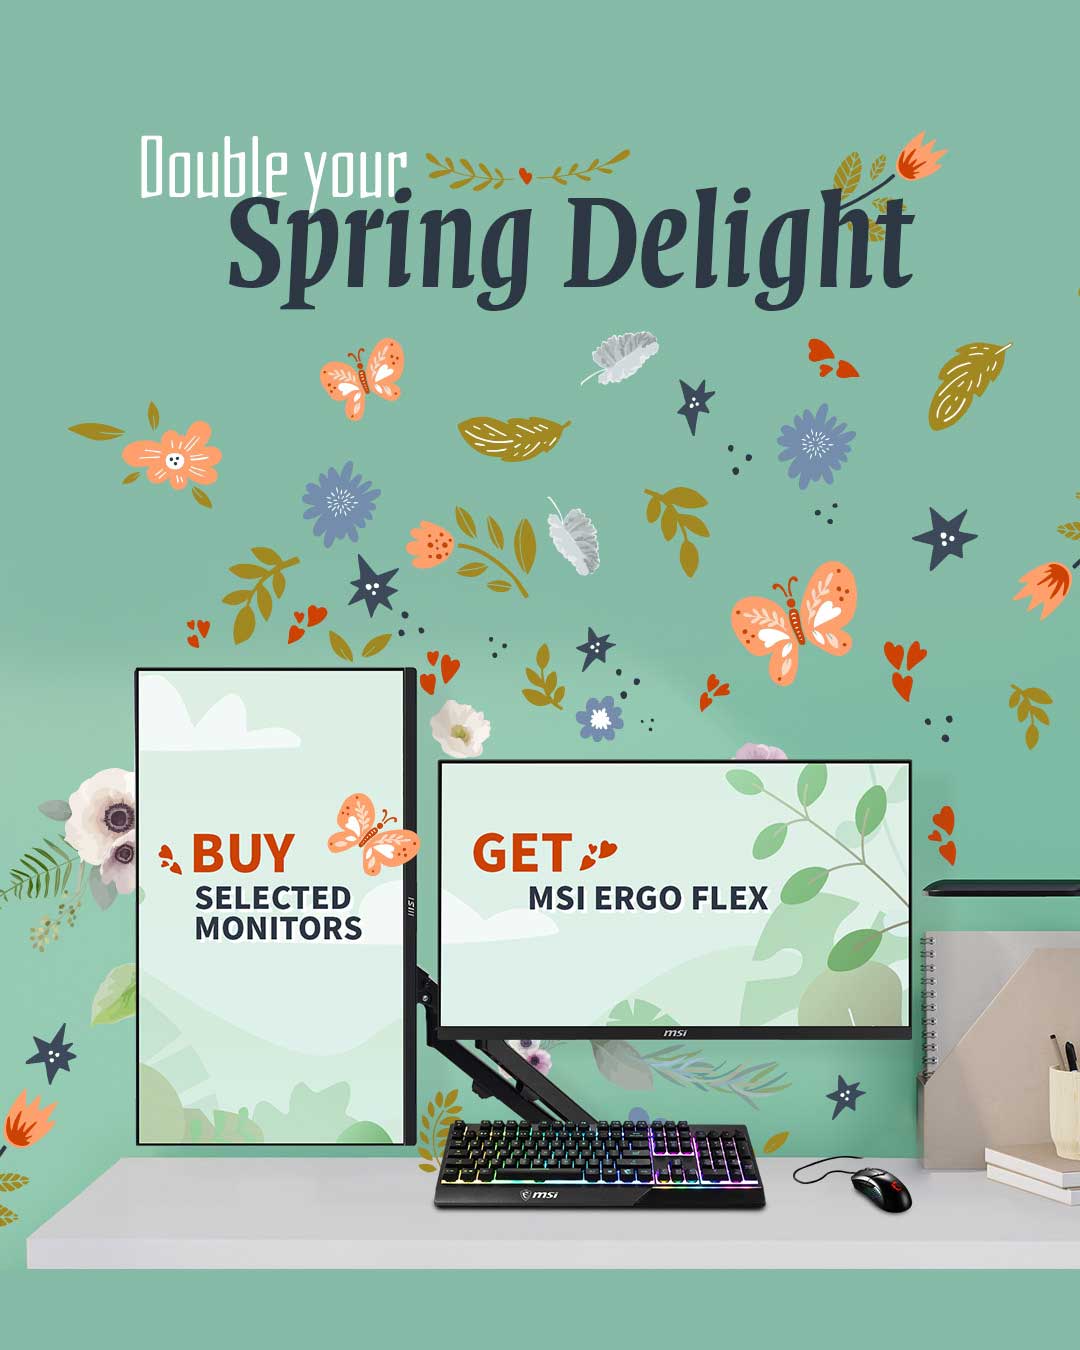 Double your
Spring Delight
BUY
SELECTED
MONITORS
GET
MSI ERGO FLEX
msi
msi
msi